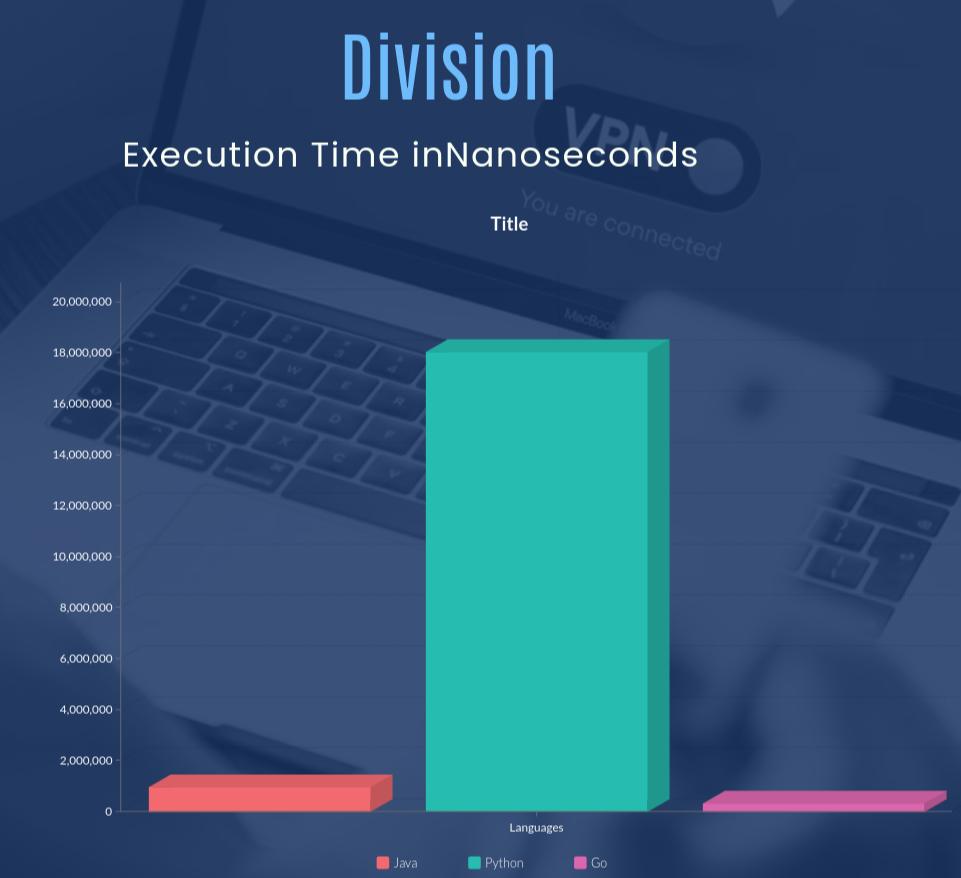 Division
Execution Time inNanoseconds
VPN
You are connected
Title
MacBook
20,000,000
18,000,000
16,000,000
14,000,000
12,000,000
10,000,000
8,000,000
6,000,000
4,000,000
2,000,000
0
Languages
Java Python Go